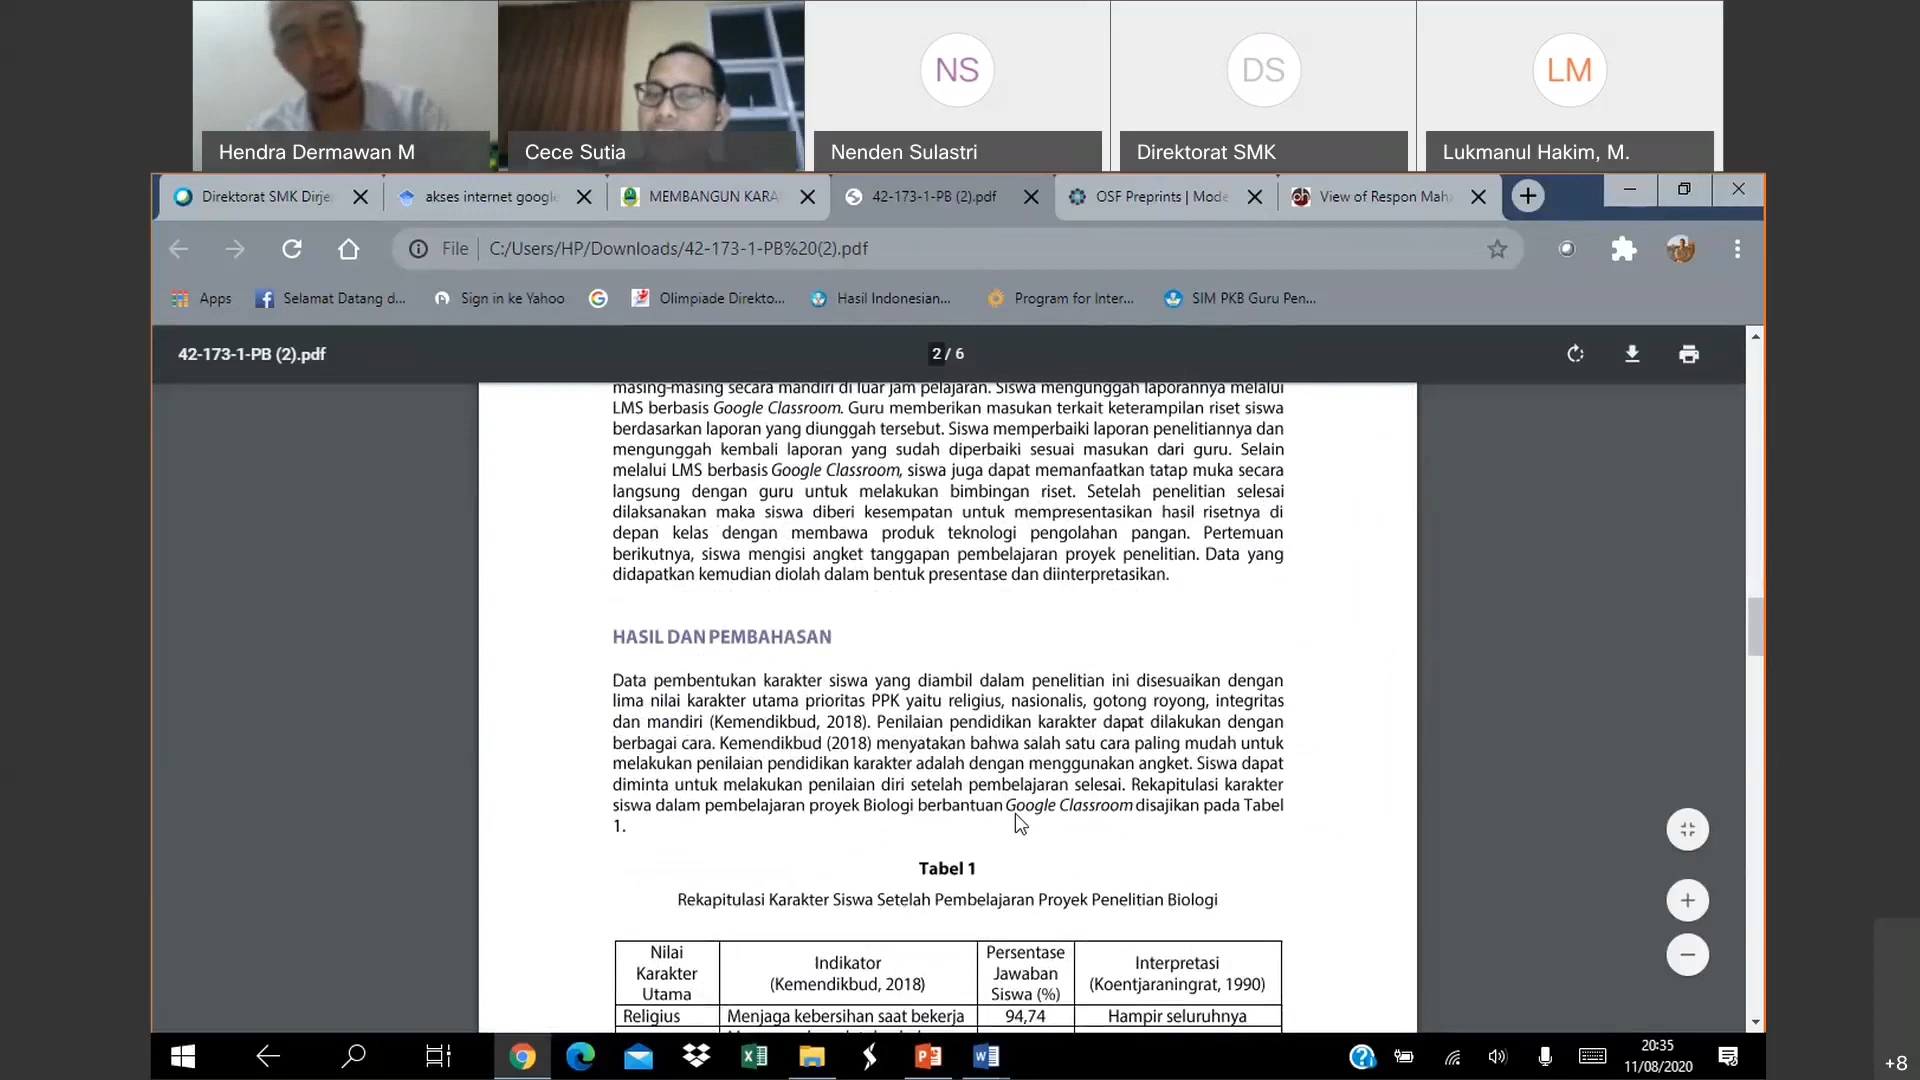 NS
DS
LM
Hendra Dermawan M
Cece Sutia
Nenden Sulastri
Direktorat SMK
Lukmanul Hakim, M.
Direktorat SMK Dirje
akses internet google
MEMBANGUN KARA
42-173-1-PB (2).pdf
OSF Preprints | Mode
View of Respon Mah
File
C:/Users/HP/Downloads/42-173-1-PB%20(2).pdf
Apps
Selamat Datang d...
Sign in ke Yahoo
Olimpiade Direkto...
Hasil Indonesian...
Program for Inter...
SIM PKB Guru Pen...
42-173-1-PB (2).pdf
2 / 6
masing-masing secara mandiri di luar jam pelajaran. Siswa mengunggah laporannya melalui
LMS berbasis Google Classroom. Guru memberikan masukan terkait keterampilan riset siswa
berdasarkan laporan yang diunggah tersebut. Siswa memperbaiki laporan penelitiannya dan
mengunggah kembali laporan yang sudah diperbaiki sesuai masukan dari guru. Selain
melalui LMS berbasis Google Classroom, siswa juga dapat memanfaatkan tatap muka secara
langsung dengan guru untuk melakukan bimbingan riset. Setelah penelitian selesai
dilaksanakan maka siswa diberi kesempatan untuk mempresentasikan hasil risetnya di
depan kelas dengan membawa produk teknologi pengolahan pangan. Pertemuan
berikutnya, siswa mengisi angket tanggapan pembelajaran proyek penelitian. Data yang
didapatkan kemudian diolah dalam bentuk presentase dan diinterpretasikan.
HASIL DAN PEMBAHASAN
Data pembentukan karakter siswa yang diambil dalam penelitian ini disesuaikan dengan
lima nilai karakter utama prioritas PPK yaitu religius, nasionalis, gotong royong, integritas
dan mandiri (Kemendikbud, 2018). Penilaian pendidikan karakter dapat dilakukan dengan
berbagai cara. Kemendikbud (2018) menyatakan bahwa salah satu cara paling mudah untuk
melakukan penilaian pendidikan karakter adalah dengan menggunakan angket. Siswa dapat
diminta untuk melakukan penilaian diri setelah pembelajaran selesai. Rekapitulasi karakter
siswa dalam pembelajaran proyek Biologi berbantuan Google Classroom disajikan pada Tabel
1.
Tabel 1
Rekapitulasi Karakter Siswa Setelah Pembelajaran Proyek Penelitian Biologi
Nilai
Karakter
Utama
Indikator
(Kemendikbud, 2018)
Persentase
Jawaban
Siswa (%)
Interpretasi
(Koentjaraningrat, 1990)
Religius
Menjaga kebersihan saat bekerja
94,74
Hampir seluruhnya
20:35
11/08/2020
+8